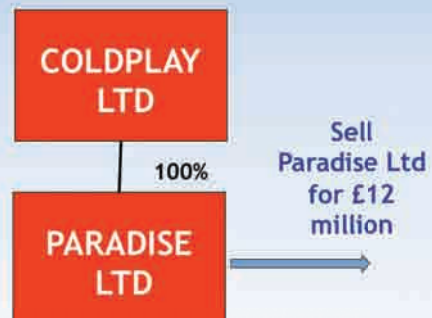 COLDPLAY
LTD
100%
Sell
Paradise Ltd
for £12
million
PARADISE
LTD